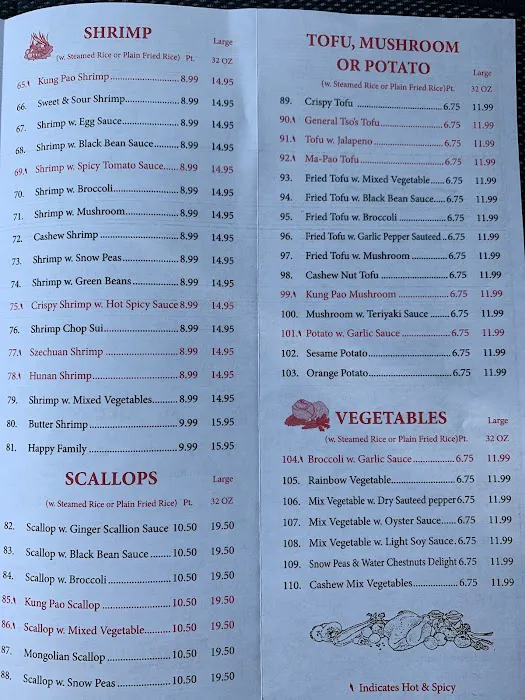 SHRIMP
Large
(w. Steamed Rice or Plain Fried Rice) Pt. 32 OZ
65. Kung Pao Shrimp 8.99 14.95
66. Sweet & Sour Shrimp 8.99 14.95
67. Shrimp w. Egg Sauce 8.99 14.95
68. Shrimp w. Black Bean Sauce 8.99 14.95
69. Shrimp w. Spicy Tomato Sauce 8.99 14.95
70. Shrimp w. Broccoli 8.99 14.95
71. Shrimp w. Mushroom 8.99 14.95
72. Cashew Shrimp 8.99 14.95
73. Shrimp w. Snow Peas 8.99 14.95
74. Shrimp w. Green Beans 8.99 14.95
75. Crispy Shrimp w. Hot Spicy Sauce 8.99 14.95
76. Shrimp Chop Sui 8.99 14.95
77. Szechuan Shrimp 8.99 14.95
78. Hunan Shrimp 8.99 14.95
79. Shrimp w. Mixed Vegetables 8.99 14.95
80. Butter Shrimp 9.99 15.95
81. Happy Family 9.99 15.95
SCALLOPS
Large
(w. Steamed Rice or Plain Fried Rice) Pt. 32 OZ
82. Scallop w. Ginger Scallion Sauce 10.50 19.50
83. Scallop w. Black Bean Sauce 10.50 19.50
84. Scallop w. Broccoli 10.50 19.50
85. Kung Pao Scallop 10.50 19.50
86. Scallop w. Mixed Vegetable 10.50 19.50
87. Mongolian Scallop 10.50 19.50
88. Scallop w. Snow Peas 10.50 19.50
TOFU, MUSHROOM
OR POTATO
Large
(w. Steamed Rice or Plain Fried Rice)Pt. 32 OZ
89. Crispy Tofu 6.75 11.99
90. General Tso's Tofu 6.75 11.99
91. Tofu w. Jalapeno 6.75 11.99
92. Ma-Pao Tofu 6.75 11.99
93. Fried Tofu w. Mixed Vegetable 6.75 11.99
94. Fried Tofu w. Black Bean Sauce 6.75 11.99
95. Fried Tofu w. Broccoli 6.75 11.99
96. Fried Tofu w. Garlic Pepper Sauteed 6.75 11.99
97. Fried Tofu w. Mushroom 6.75 11.99
98. Cashew Nut Tofu 6.75 11.99
99. Kung Pao Mushroom 6.75 11.99
100. Mushroom w. Teriyaki Sauce 6.75 11.99
101. Potato w. Garlic Sauce 6.75 11.99
102. Sesame Potato 6.75 11.99
103. Orange Potato 6.75 11.99
VEGETABLES
Large
(w. Steamed Rice or Plain Fried Rice)Pt. 32 OZ
104. Broccoli w. Garlic Sauce 6.75 11.99
105. Rainbow Vegetable 6.75 11.99
106. Mix Vegetable w. Dry Sauteed pepper 6.75 11.99
107. Mix Vegetable w. Oyster Sauce 6.75 11.99
108. Mix Vegetable w. Light Soy Sauce 6.75 11.99
109. Snow Peas & Water Chestnuts Delight 6.75 11.99
110. Cashew Mix Vegetables 6.75 11.99
Indicates Hot & Spicy